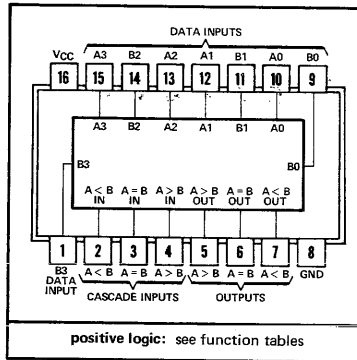 DATA INPUTS
VCC A3 B2 A2 A1 B1 A0 B0
16 15 14 13 12 11 10 9
A3 B2 A2 A1 B1 A0
B3 B0
A < B A = B A > B A > B A = B A < B
IN IN IN OUT OUT OUT
1 2 3 4 5 6 7 8
B3 A < B A = B A > B A > B A = B A < B GND
DATA
INPUT CASCADE INPUTS OUTPUTS
positive logic: see function tables